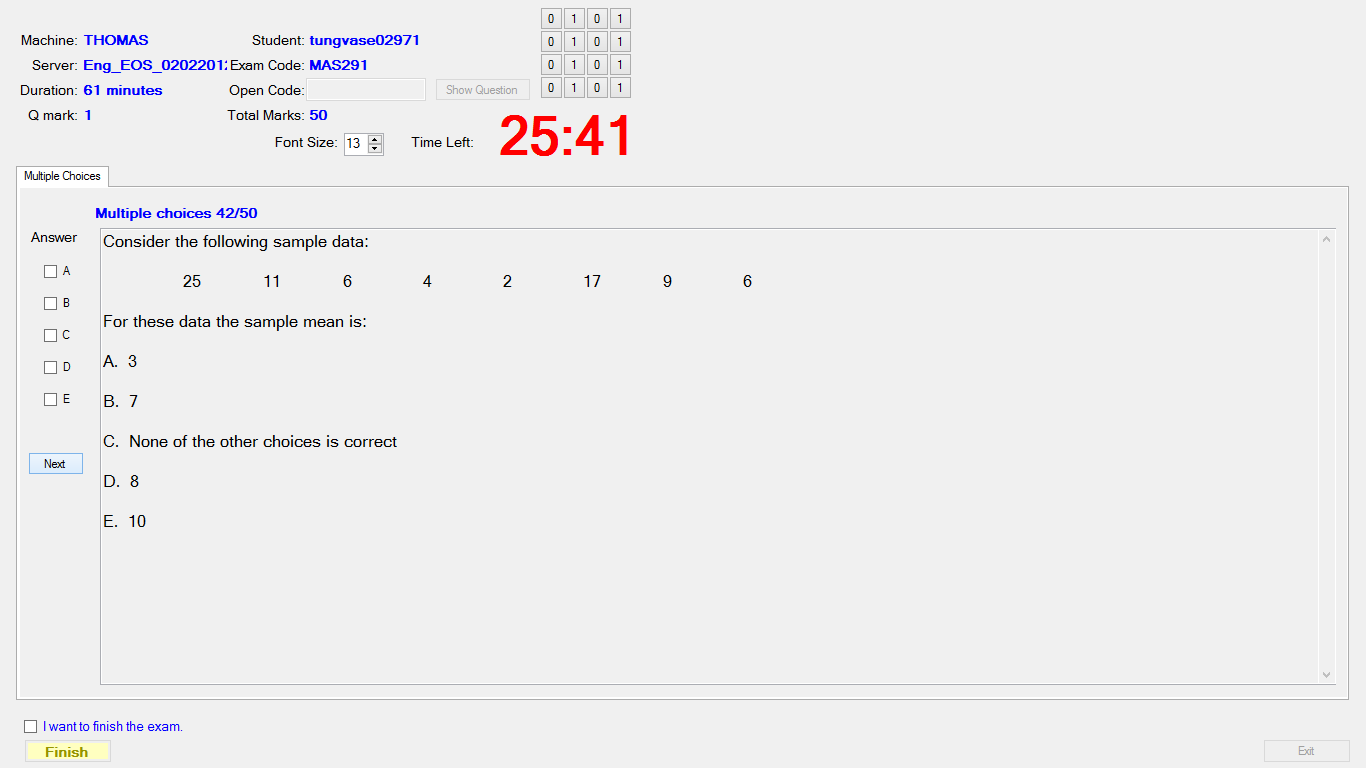 Machine: THOMAS Student: tungvase02971
Server: Eng_EOS_02022012 Exam Code: MAS291
Duration: 61 minutes Open Code: Show Question
Q mark: 1 Total Marks: 50
0 1 0 1
0 1 0 1
0 1 0 1
0 1 0 1
Font Size: 13 Time Left: 25:41
Multiple Choices
Multiple choices 42/50
Answer
A
B
C
D
E
Next
Consider the following sample data:
25 11 6 4 2 17 9 6
For these data the sample mean is:
A. 3
B. 7
C. None of the other choices is correct
D. 8
E. 10
I want to finish the exam.
Finish
Exit